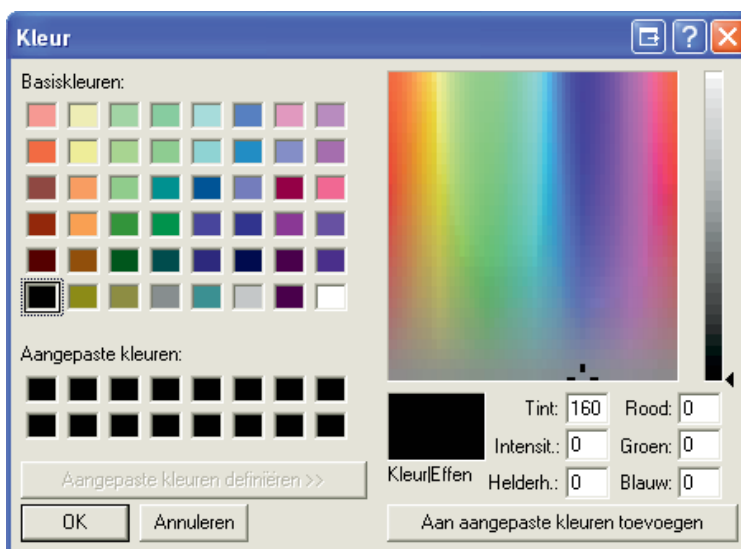 Kleur
Basiskleuren:
Aangepaste kleuren:
Aangepaste kleuren definiëren >>
OK
Annuleren
Kleur|Effen
Tint: 160
Rood: 0
Intensit.: 0
Groen: 0
Helderh.: 0
Blauw: 0
Aan aangepaste kleuren toevoegen